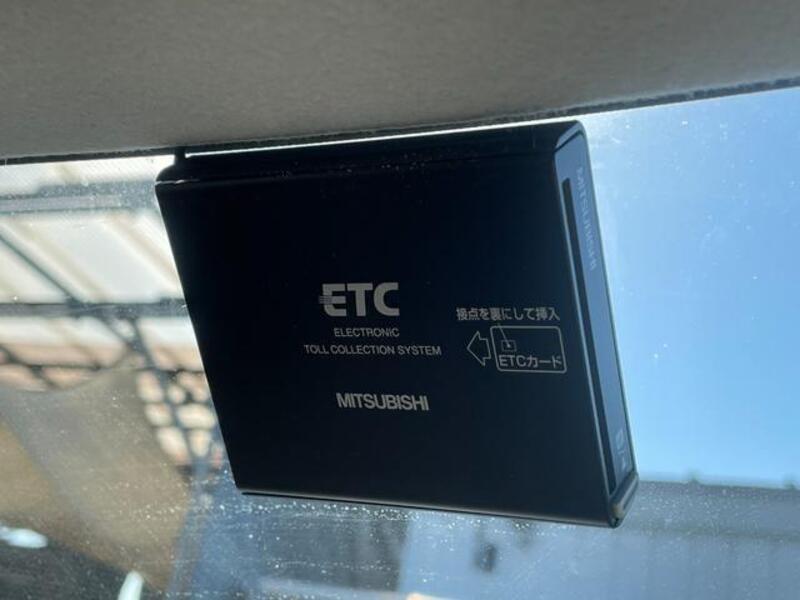 ETC
ELECTRONIC
TOLL COLLECTION SYSTEM
MITSUBISHI
接点を裏にして挿入
ETCカード
MITSUBISHI